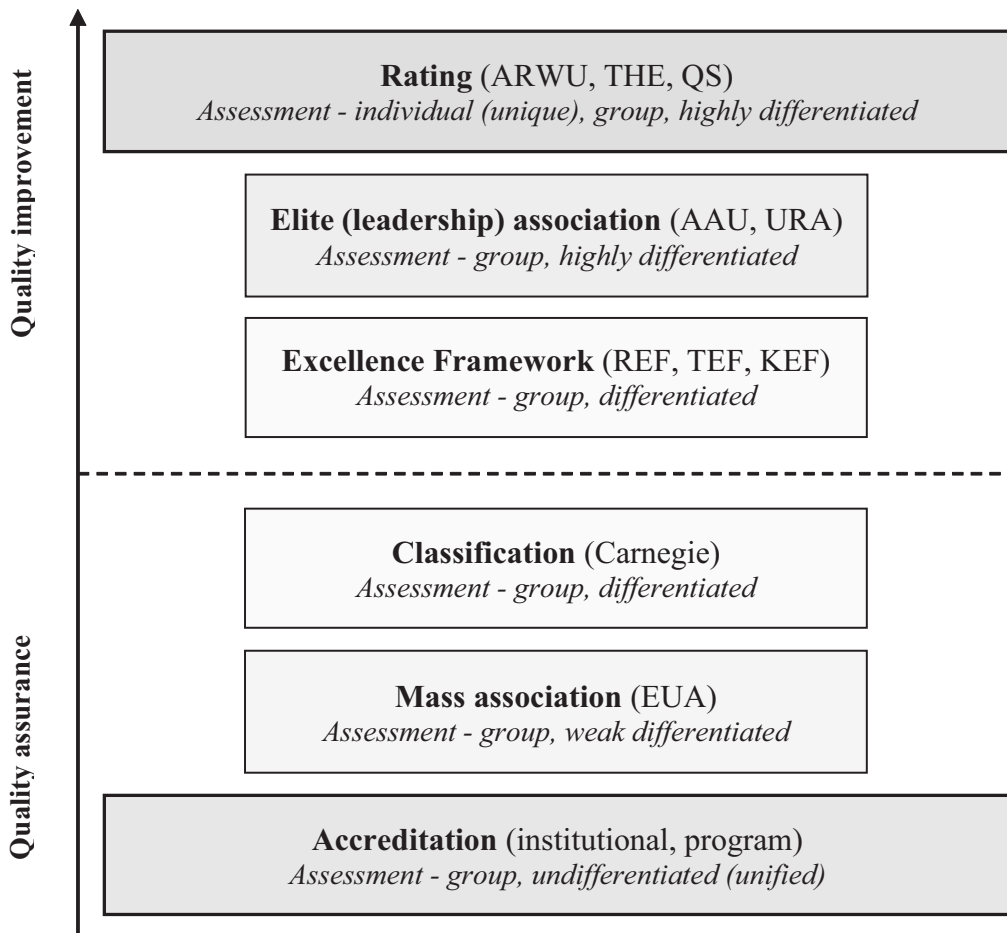 Quality improvement
Rating (ARWU, THE, QS)
Assessment - individual (unique), group, highly differentiated
Elite (leadership) association (AAU, URA)
Assessment - group, highly differentiated
Excellence Framework (REF, TEF, KEF)
Assessment - group, differentiated
Quality assurance
Classification (Carnegie)
Assessment - group, differentiated
Mass association (EUA)
Assessment - group, weak differentiated
Accreditation (institutional, program)
Assessment - group, undifferentiated (unified)